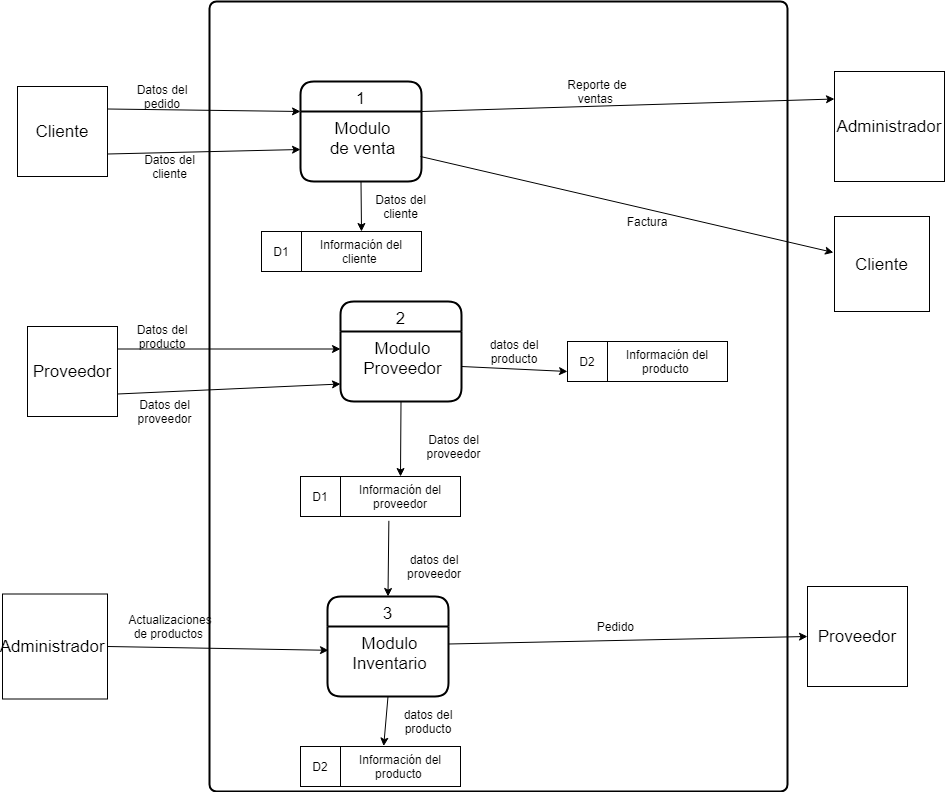 Datos del
pedido
Cliente
Datos del
cliente
1
Modulo
de venta
Reporte de
ventas
Administrador
Datos del
cliente
Factura
Cliente
D1
Información del
cliente
Datos del
producto
Proveedor
Datos del
proveedor
2
Modulo
Proveedor
datos del
producto
D2
Información del
producto
Datos del
proveedor
D1
Información del
proveedor
datos del
proveedor
Administrador
Actualizaciones
de productos
3
Modulo
Inventario
Pedido
Proveedor
datos del
producto
D2
Información del
producto